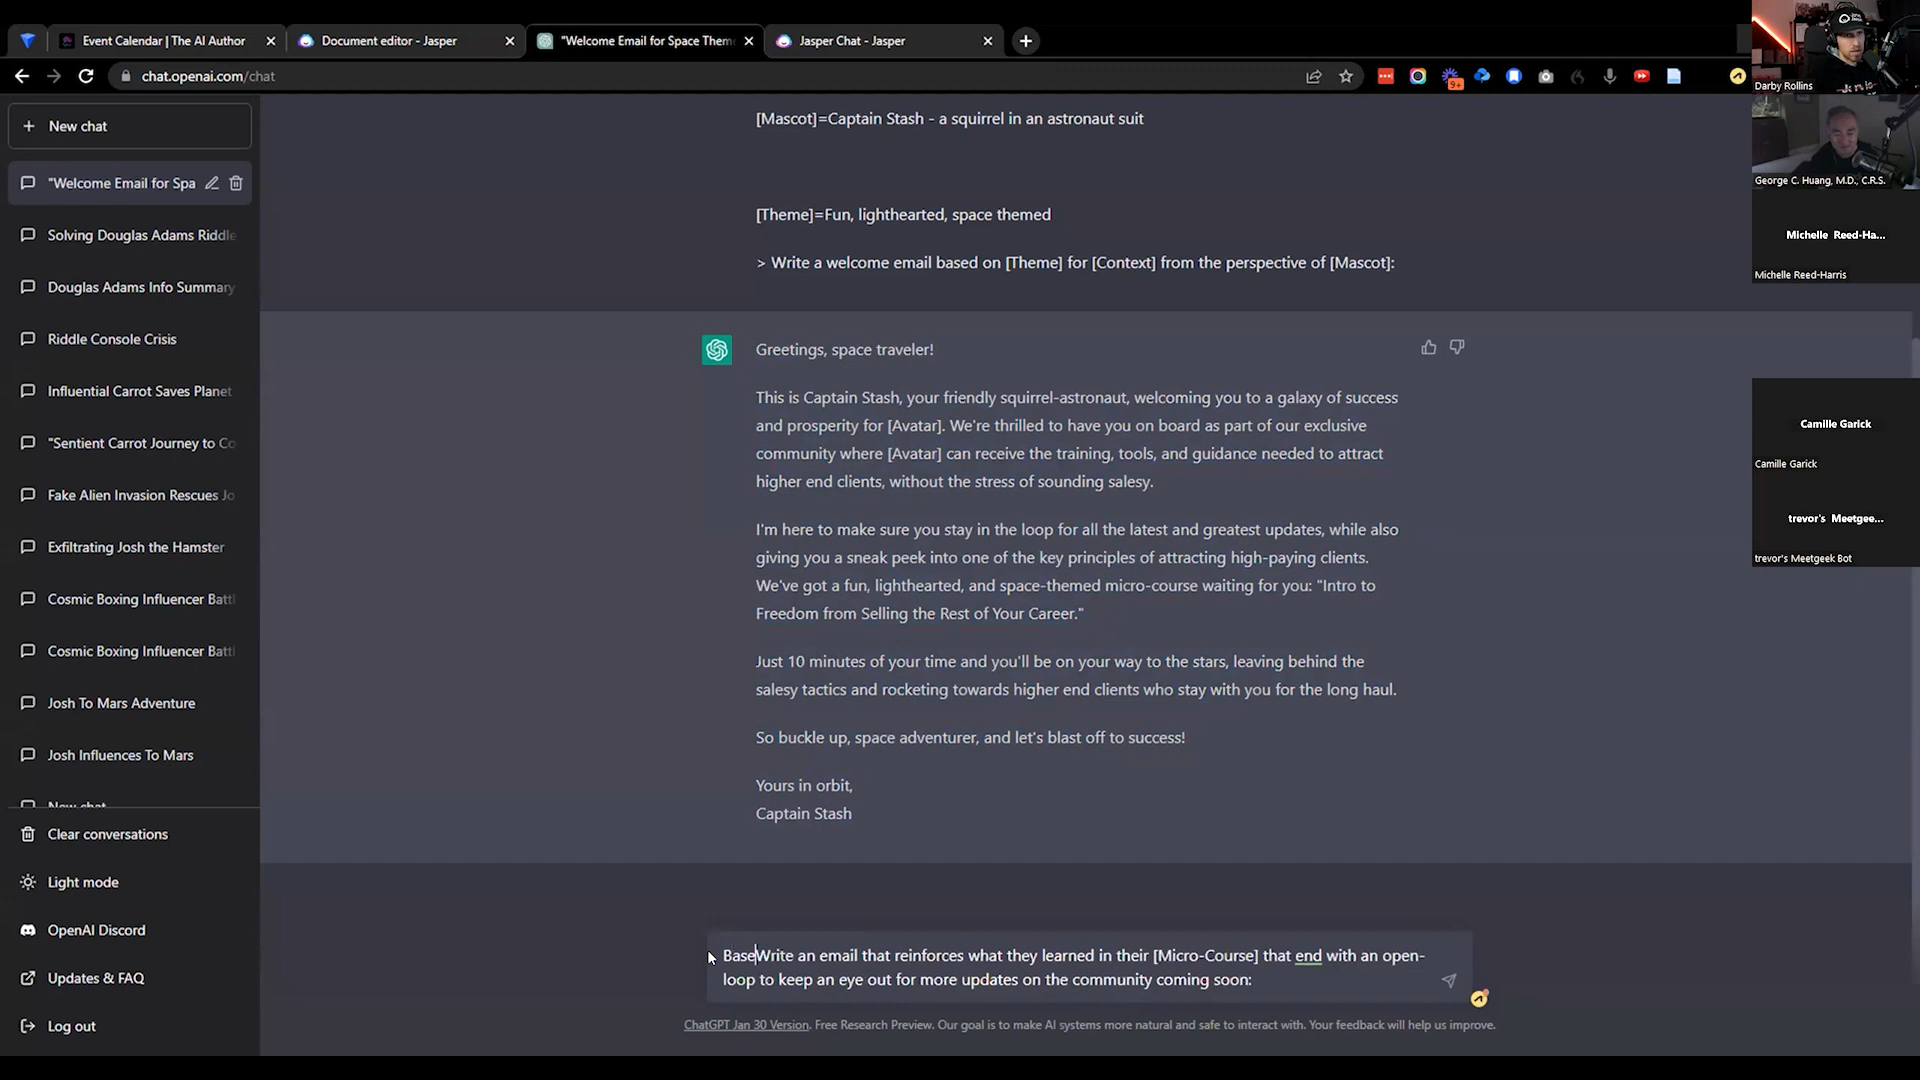 Event Calendar | The AI Author
Document editor - Jasper
"Welcome Email for Space Them
Jasper Chat - Jasper
chat.openai.com/chat
9+
Darby Rollins
George C. Huang, M.D., C.R.S.
Michelle Reed-Ha...
Michelle Reed-Harris
Camille Garick
Camille Garick
trevor's Meetgee...
trevor's Meetgeek Bot
New chat
"Welcome Email for Spa
Solving Douglas Adams Riddle
Douglas Adams Info Summary
Riddle Console Crisis
Influential Carrot Saves Planet
"Sentient Carrot Journey to Co
Fake Alien Invasion Rescues Jo
Exfiltrating Josh the Hamster
Cosmic Boxing Influencer Battl
Cosmic Boxing Influencer Battl
Josh To Mars Adventure
Josh Influences To Mars
New chat
Clear conversations
Light mode
OpenAI Discord
Updates & FAQ
Log out
[Mascot]=Captain Stash - a squirrel in an astronaut suit
[Theme]=Fun, lighthearted, space themed
> Write a welcome email based on [Theme] for [Context] from the perspective of [Mascot]:
Greetings, space traveler!
This is Captain Stash, your friendly squirrel-astronaut, welcoming you to a galaxy of success
and prosperity for [Avatar]. We're thrilled to have you on board as part of our exclusive
community where [Avatar] can receive the training, tools, and guidance needed to attract
higher end clients, without the stress of sounding salesy.
I'm here to make sure you stay in the loop for all the latest and greatest updates, while also
giving you a sneak peek into one of the key principles of attracting high-paying clients.
We've got a fun, lighthearted, and space-themed micro-course waiting for you: "Intro to
Freedom from Selling the Rest of Your Career."
Just 10 minutes of your time and you'll be on your way to the stars, leaving behind the
salesy tactics and rocketing towards higher end clients who stay with you for the long haul.
So buckle up, space adventurer, and let's blast off to success!
Yours in orbit,
Captain Stash
BaseWrite an email that reinforces what they learned in their [Micro-Course] that end with an open-
loop to keep an eye out for more updates on the community coming soon:
ChatGPT Jan 30 Version. Free Research Preview. Our goal is to make AI systems more natural and safe to interact with. Your feedback will help us improve.